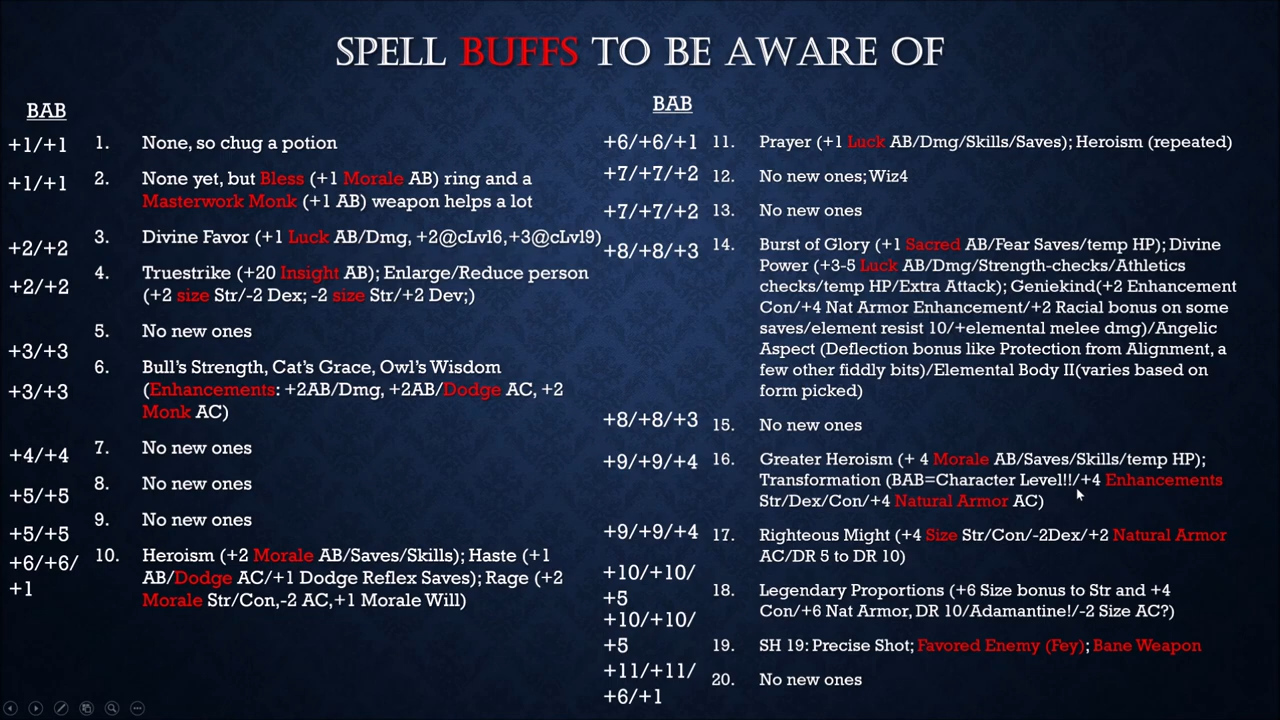 SPELL BUFFS TO BE AWARE OF
BAB
+1/+1
1. None, so chug a potion
+1/+1
2. None yet, but Bless (+1 Morale AB) ring and a
Masterwork Monk (+1 AB) weapon helps a lot
+2/+2
3. Divine Favor (+1 Luck AB/Dmg, +2@cLvl6,+3@cLvl9)
+2/+2
4. Truestrike (+20 Insight AB); Enlarge/Reduce person
(+2 size Str/-2 Dex; -2 size Str/+2 Dev;)
+3/+3
5. No new ones
+3/+3
6. Bull's Strength, Cat's Grace, Owl's Wisdom
(Enhancements: +2AB/Dmg, +2AB/Dodge AC, +2
Monk AC)
+4/+4
7. No new ones
+5/+5
8. No new ones
+5/+5
9. No new ones
+6/+6/
+1
10. Heroism (+2 Morale AB/Saves/Skills); Haste (+1
AB/Dodge AC/+1 Dodge Reflex Saves); Rage (+2
Morale Str/Con,-2 AC,+1 Morale Will)
BAB
+6/+6/+1
11. Prayer (+1 Luck AB/Dmg/Skills/Saves); Heroism (repeated)
+7/+7/+2
12. No new ones; Wiz4
+7/+7/+2
13. No new ones
+8/+8/+3
14. Burst of Glory (+1 Sacred AB/Fear Saves/temp HP); Divine
Power (+3-5 Luck AB/Dmg/Strength-checks/Athletics
checks/temp HP/Extra Attack); Geniekind(+2 Enhancement
Con/+4 Nat Armor Enhancement/+2 Racial bonus on some
saves/element resist 10/+elemental melee dmg)/Angelic
Aspect (Deflection bonus like Protection from Alignment, a
few other fiddly bits)/Elemental Body II(varies based on
form picked)
+8/+8/+3
15. No new ones
+9/+9/+4
16. Greater Heroism (+ 4 Morale AB/Saves/Skills/temp HP);
Transformation (BAB=Character Level!!/+4 Enhancements
Str/Dex/Con/+4 Natural Armor AC)
+9/+9/+4
17. Righteous Might (+4 Size Str/Con/-2Dex/+2 Natural Armor
AC/DR 5 to DR 10)
+10/+10/
+5
18. Legendary Proportions (+6 Size bonus to Str and +4
Con/+6 Nat Armor, DR 10/Adamantine!/-2 Size AC?)
+10/+10/
+5
19. SH 19: Precise Shot; Favored Enemy (Fey); Bane Weapon
+11/+11/
+6/+1
20. No new ones